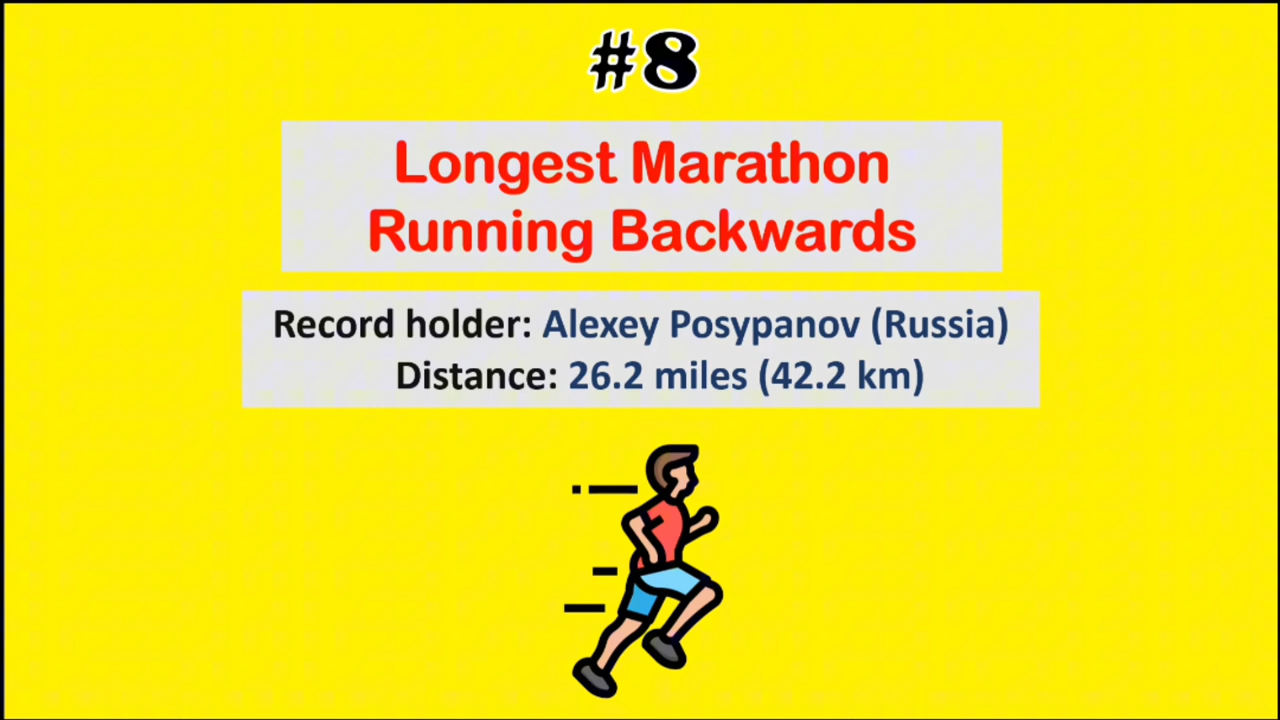 #8
Longest Marathon
Running Backwards
Record holder: Alexey Posypanov (Russia)
Distance: 26.2 miles (42.2 km)